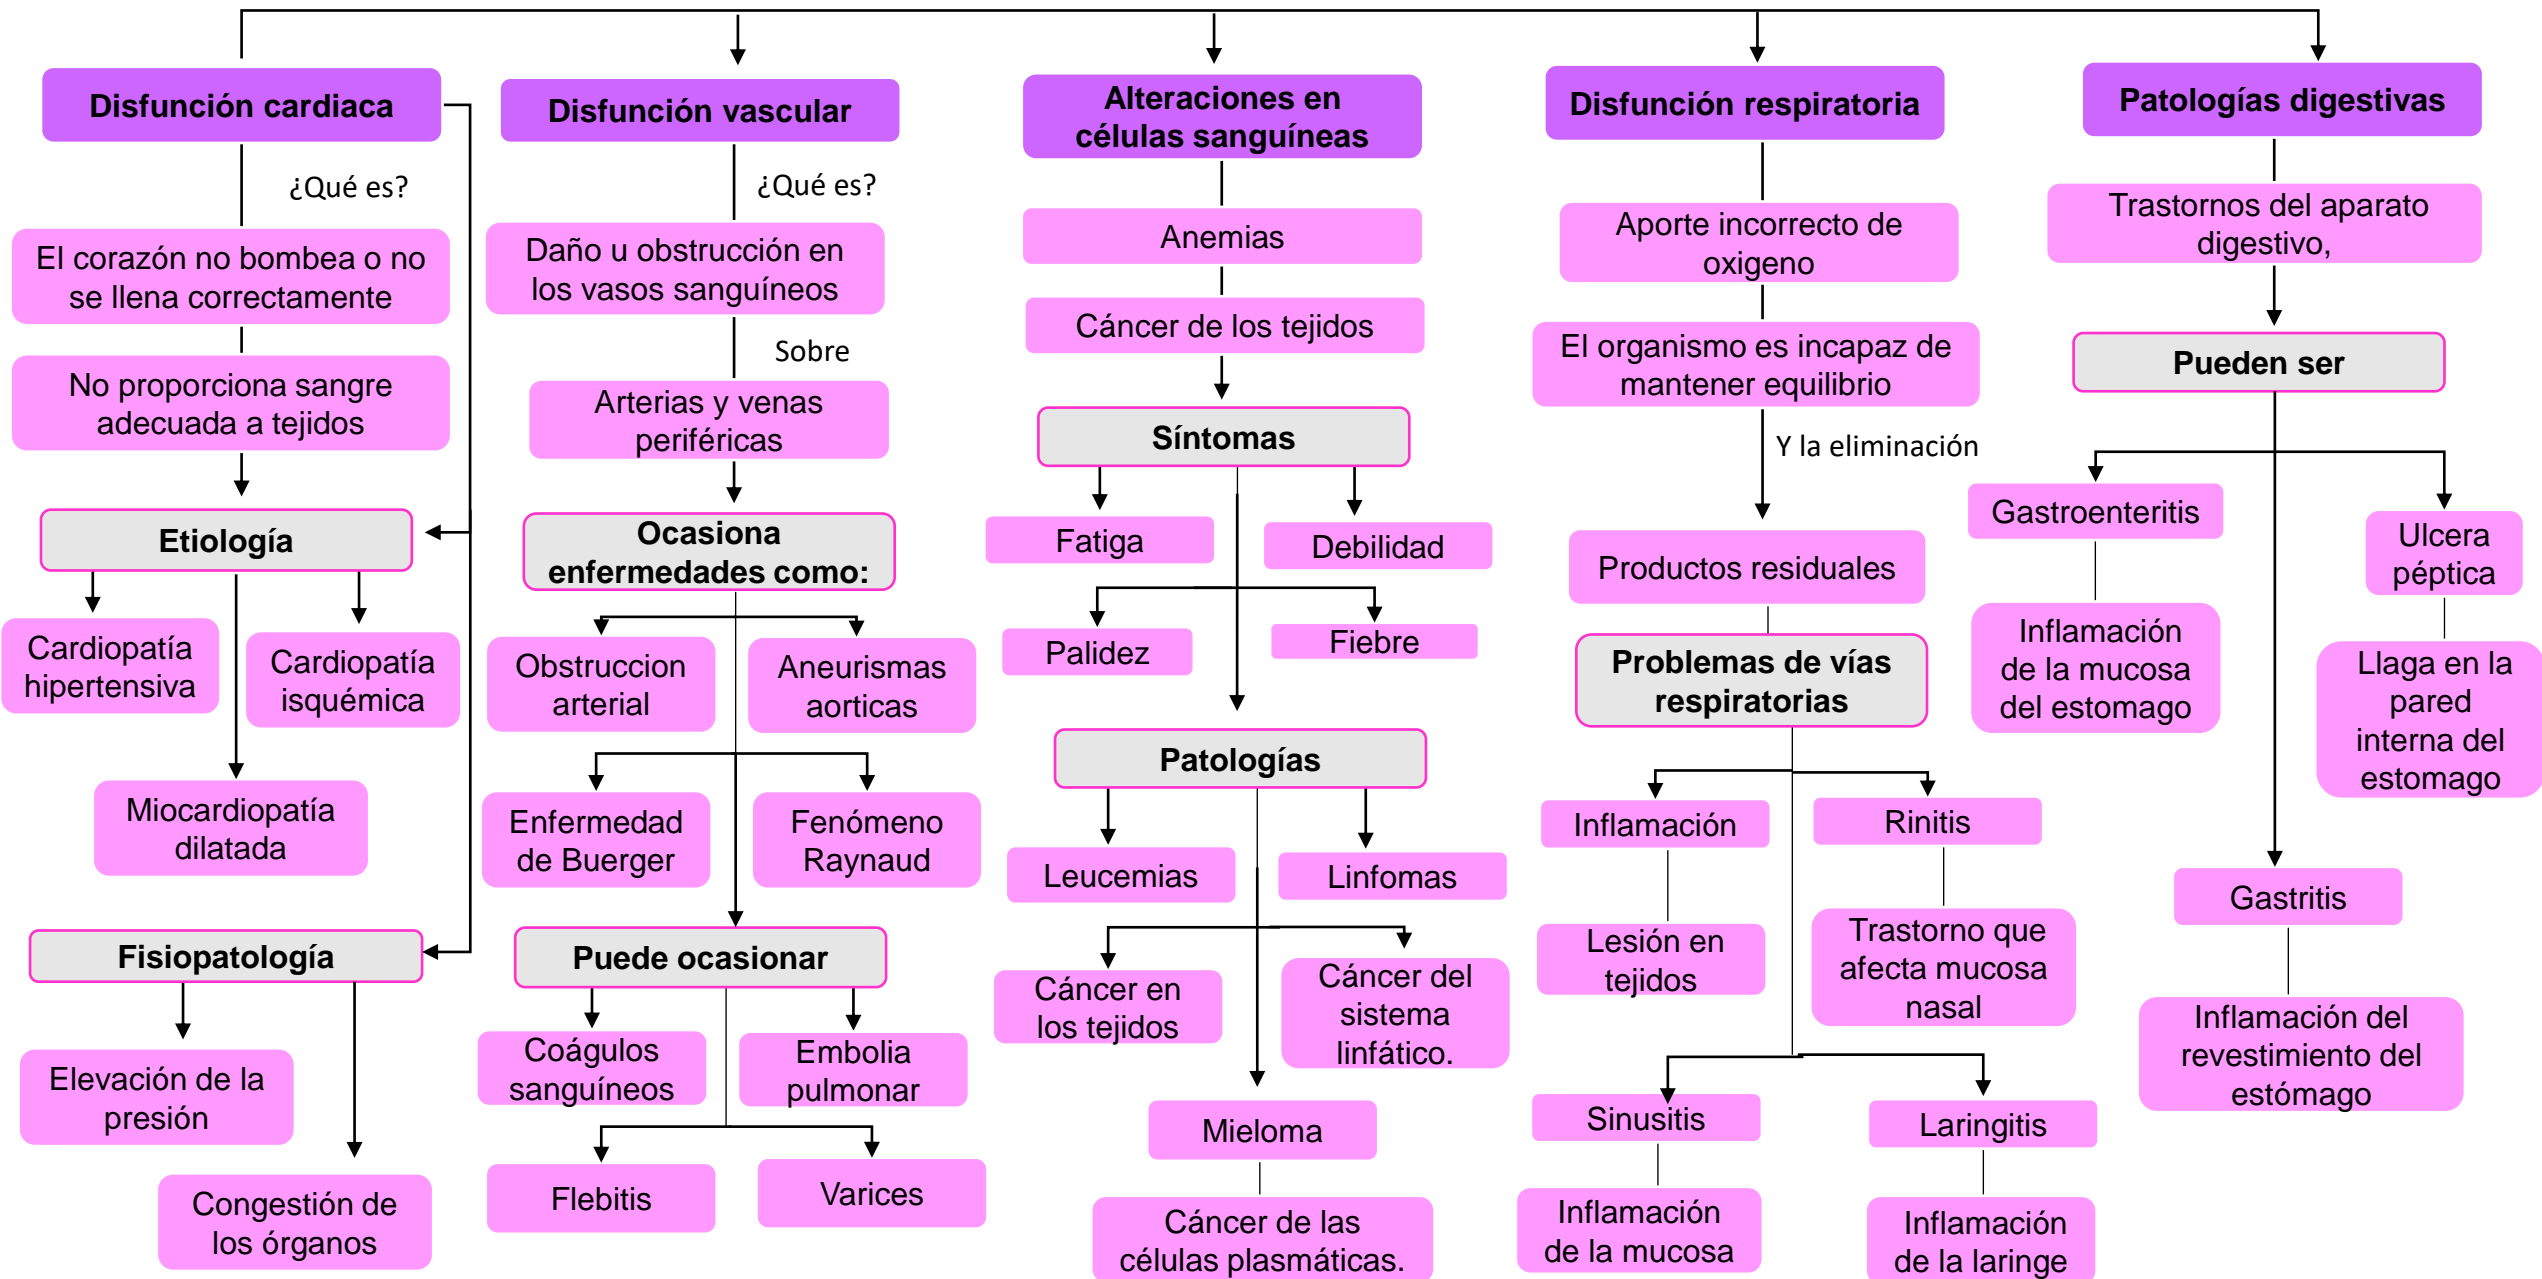 Disfunción cardiaca
¿Qué es?
El corazón no bombea o no
se llena correctamente
No proporciona sangre
adecuada a tejidos
Etiología
Cardiopatía
hipertensiva
Cardiopatía
isquémica
Miocardiopatía
dilatada
Fisiopatología
Elevación de la
presión
Congestión de
los órganos
Disfunción vascular
¿Qué es?
Daño u obstrucción en
los vasos sanguíneos
Sobre
Arterias y venas
periféricas
Ocasiona
enfermedades como:
Obstruccion
arterial
Aneurismas
aorticas
Enfermedad
de Buerger
Fenómeno
Raynaud
Puede ocasionar
Coágulos
sanguíneos
Embolia
pulmonar
Flebitis
Varices
Alteraciones en
células sanguíneas
Anemias
Cáncer de los tejidos
Síntomas
Fatiga
Debilidad
Palidez
Fiebre
Patologías
Leucemias
Linfomas
Cáncer en
los tejidos
Cáncer del
sistema
linfático.
Mieloma
Cáncer de las
células plasmáticas.
Disfunción respiratoria
Aporte incorrecto de
oxigeno
El organismo es incapaz de
mantener equilibrio
Y la eliminación
Productos residuales
Problemas de vías
respiratorias
Inflamación
Rinitis
Lesión en
tejidos
Trastorno que
afecta mucosa
nasal
Sinusitis
Laringitis
Inflamación
de la mucosa
Inflamación
de la laringe
Patologías digestivas
Trastornos del aparato
digestivo,
Pueden ser
Gastroenteritis
Inflamación
de la mucosa
del estomago
Ulcera
péptica
Llaga en la
pared
interna del
estomago
Gastritis
Inflamación del
revestimiento del
estómago